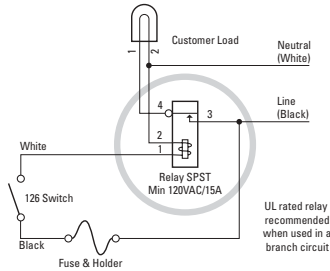 Customer Load
1
2
Neutral
(White)
Line
(Black)
4
3
2
1
White
Relay SPST
Min 120VAC/15A
126 Switch
UL rated relay
recommended
when used in a
branch circuit
Black
Fuse & Holder